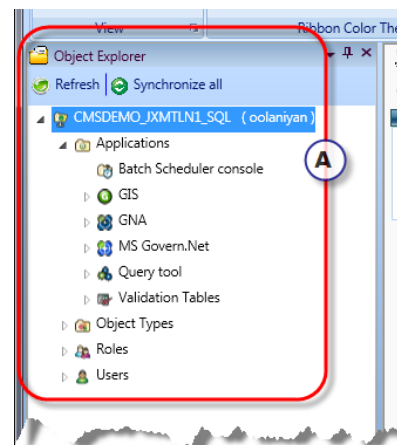 View
Ribbon Color The
Object Explorer
Refresh Synchronize all
CMSDEMO_JXMTLN1_SQL ( oolaniyan )
A
Applications
Batch Scheduler console
GIS
GNA
MS Govern.Net
Query tool
Validation Tables
Object Types
Roles
Users